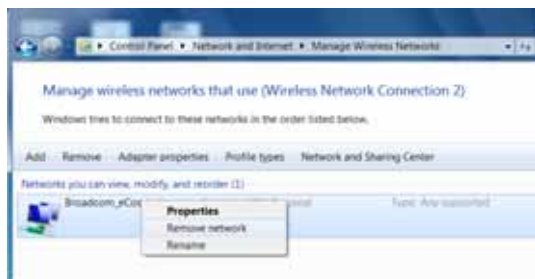 Control Panel ▸ Network and Internet ▸ Manage Wireless Networks
Manage wireless networks that use (Wireless Network Connection 2)
Windows tries to connect to these networks in the order listed below.
Add Remove Adapter properties Profile types Network and Sharing Center
Networks you can view, modify, and reorder (1)
Type: Any supported
Properties
Remove network
Rename